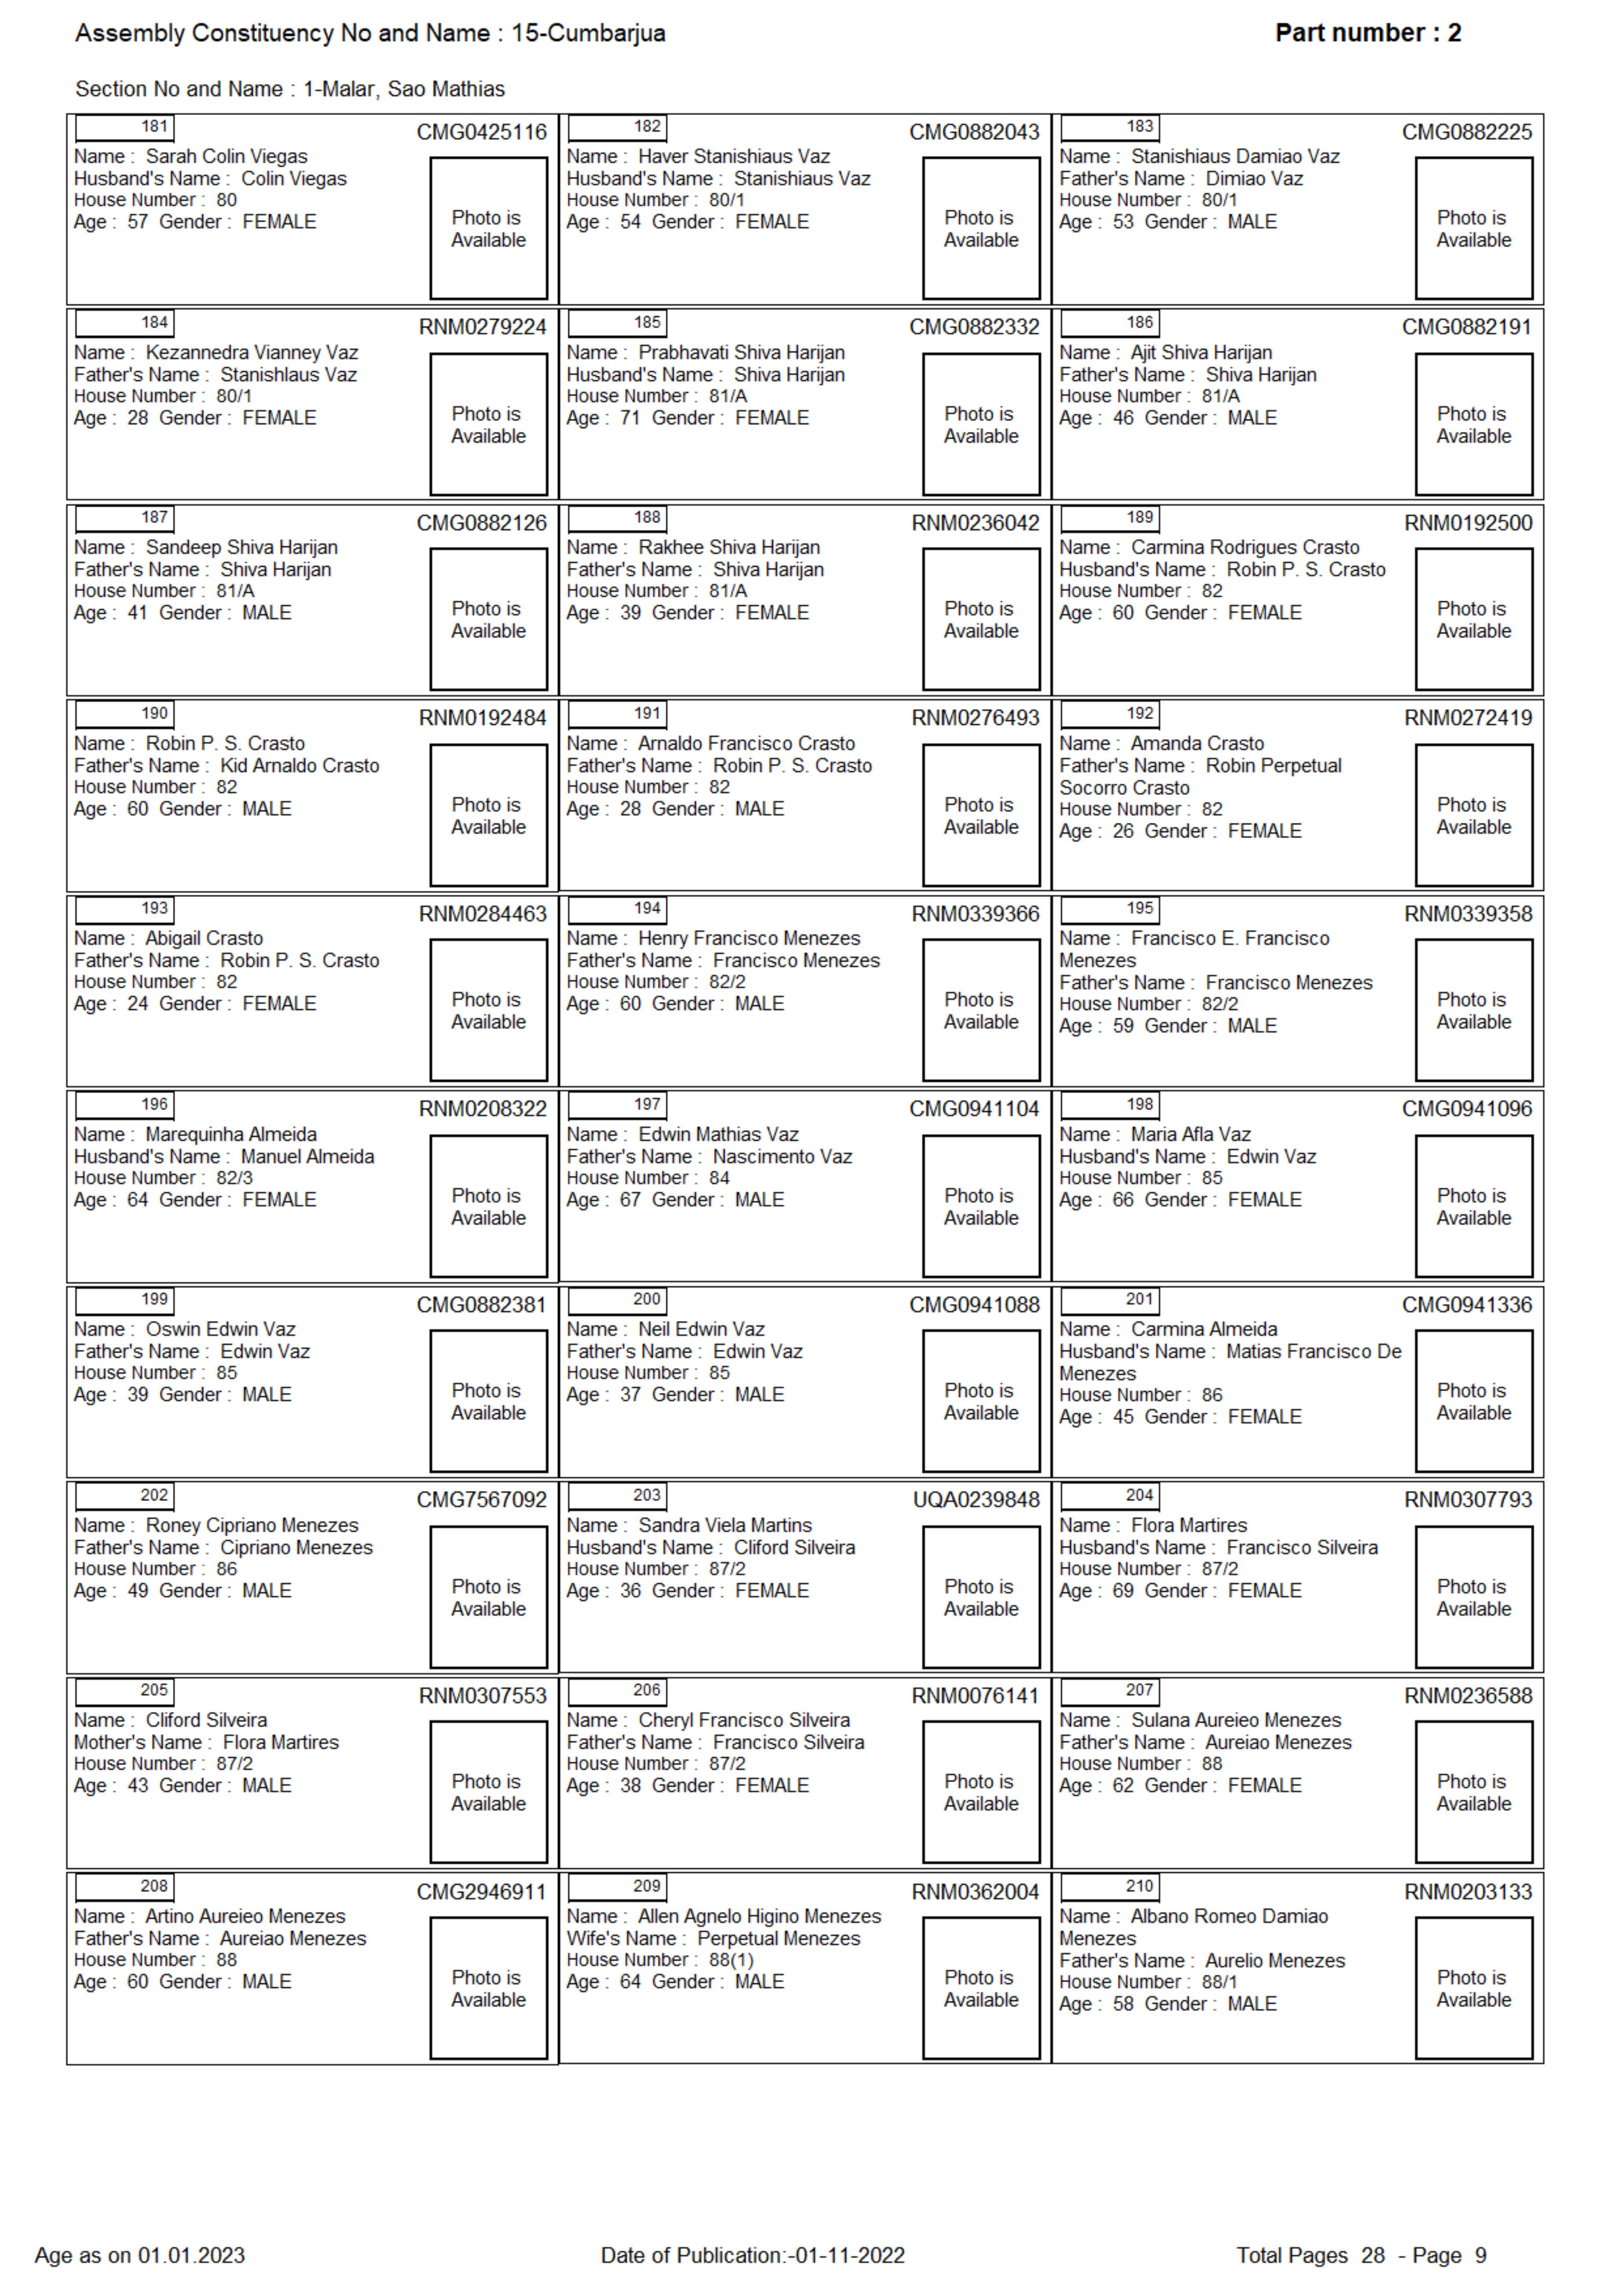 Assembly Constituency No and Name : 15-Cumbarjua
Part number : 2
Section No and Name : 1-Malar, Sao Mathias
181
CMG0425116
Name : Sarah Colin Viegas
Husband's Name : Colin Viegas
House Number : 80
Age : 57 Gender : FEMALE
Photo is
Available
182
CMG0882043
Name : Haver Stanishiaus Vaz
Husband's Name : Stanishiaus Vaz
House Number : 80/1
Age : 54 Gender : FEMALE
Photo is
Available
183
CMG0882225
Name : Stanishiaus Damiao Vaz
Father's Name : Dimiao Vaz
House Number : 80/1
Age : 53 Gender : MALE
Photo is
Available
184
RNM0279224
Name : Kezannedra Vianney Vaz
Father's Name : Stanishlaus Vaz
House Number : 80/1
Age : 28 Gender : FEMALE
Photo is
Available
185
CMG0882332
Name : Prabhavati Shiva Harijan
Husband's Name : Shiva Harijan
House Number : 81/A
Age : 71 Gender : FEMALE
Photo is
Available
186
CMG0882191
Name : Ajit Shiva Harijan
Father's Name : Shiva Harijan
House Number : 81/A
Age : 46 Gender : MALE
Photo is
Available
187
CMG0882126
Name : Sandeep Shiva Harijan
Father's Name : Shiva Harijan
House Number : 81/A
Age : 41 Gender : MALE
Photo is
Available
188
RNM0236042
Name : Rakhee Shiva Harijan
Father's Name : Shiva Harijan
House Number : 81/A
Age : 39 Gender : FEMALE
Photo is
Available
189
RNM0192500
Name : Carmina Rodrigues Crasto
Husband's Name : Robin P. S. Crasto
House Number : 82
Age : 60 Gender : FEMALE
Photo is
Available
190
RNM0192484
Name : Robin P. S. Crasto
Father's Name : Kid Arnaldo Crasto
House Number : 82
Age : 60 Gender : MALE
Photo is
Available
191
RNM0276493
Name : Arnaldo Francisco Crasto
Father's Name : Robin P. S. Crasto
House Number : 82
Age : 28 Gender : MALE
Photo is
Available
192
RNM0272419
Name : Amanda Crasto
Father's Name : Robin Perpetual
Socorro Crasto
House Number : 82
Age : 26 Gender : FEMALE
Photo is
Available
193
RNM0284463
Name : Abigail Crasto
Father's Name : Robin P. S. Crasto
House Number : 82
Age : 24 Gender : FEMALE
Photo is
Available
194
RNM0339366
Name : Henry Francisco Menezes
Father's Name : Francisco Menezes
House Number : 82/2
Age : 60 Gender : MALE
Photo is
Available
195
RNM0339358
Name : Francisco E. Francisco
Menezes
Father's Name : Francisco Menezes
House Number : 82/2
Age : 59 Gender : MALE
Photo is
Available
196
RNM0208322
Name : Marequinha Almeida
Husband's Name : Manuel Almeida
House Number : 82/3
Age : 64 Gender : FEMALE
Photo is
Available
197
CMG0941104
Name : Edwin Mathias Vaz
Father's Name : Nascimento Vaz
House Number : 84
Age : 67 Gender : MALE
Photo is
Available
198
CMG0941096
Name : Maria Afla Vaz
Husband's Name : Edwin Vaz
House Number : 85
Age : 66 Gender : FEMALE
Photo is
Available
199
CMG0882381
Name : Oswin Edwin Vaz
Father's Name : Edwin Vaz
House Number : 85
Age : 39 Gender : MALE
Photo is
Available
200
CMG0941088
Name : Neil Edwin Vaz
Father's Name : Edwin Vaz
House Number : 85
Age : 37 Gender : MALE
Photo is
Available
201
CMG0941336
Name : Carmina Almeida
Husband's Name : Matias Francisco De
Menezes
House Number : 86
Age : 45 Gender : FEMALE
Photo is
Available
202
CMG7567092
Name : Roney Cipriano Menezes
Father's Name : Cipriano Menezes
House Number : 86
Age : 49 Gender : MALE
Photo is
Available
203
UQA0239848
Name : Sandra Viela Martins
Husband's Name : Cliford Silveira
House Number : 87/2
Age : 36 Gender : FEMALE
Photo is
Available
204
RNM0307793
Name : Flora Martires
Husband's Name : Francisco Silveira
House Number : 87/2
Age : 69 Gender : FEMALE
Photo is
Available
205
RNM0307553
Name : Cliford Silveira
Mother's Name : Flora Martires
House Number : 87/2
Age : 43 Gender : MALE
Photo is
Available
206
RNM0076141
Name : Cheryl Francisco Silveira
Father's Name : Francisco Silveira
House Number : 87/2
Age : 38 Gender : FEMALE
Photo is
Available
207
RNM0236588
Name : Sulana Aureieo Menezes
Father's Name : Aureiao Menezes
House Number : 88
Age : 62 Gender : FEMALE
Photo is
Available
208
CMG2946911
Name : Artino Aureieo Menezes
Father's Name : Aureiao Menezes
House Number : 88
Age : 60 Gender : MALE
Photo is
Available
209
RNM0362004
Name : Allen Agnelo Higino Menezes
Wife's Name : Perpetual Menezes
House Number : 88(1)
Age : 64 Gender : MALE
Photo is
Available
210
RNM0203133
Name : Albano Romeo Damiao
Menezes
Father's Name : Aurelio Menezes
House Number : 88/1
Age : 58 Gender : MALE
Photo is
Available
Age as on 01.01.2023
Date of Publication:-01-11-2022
Total Pages 28 - Page 9